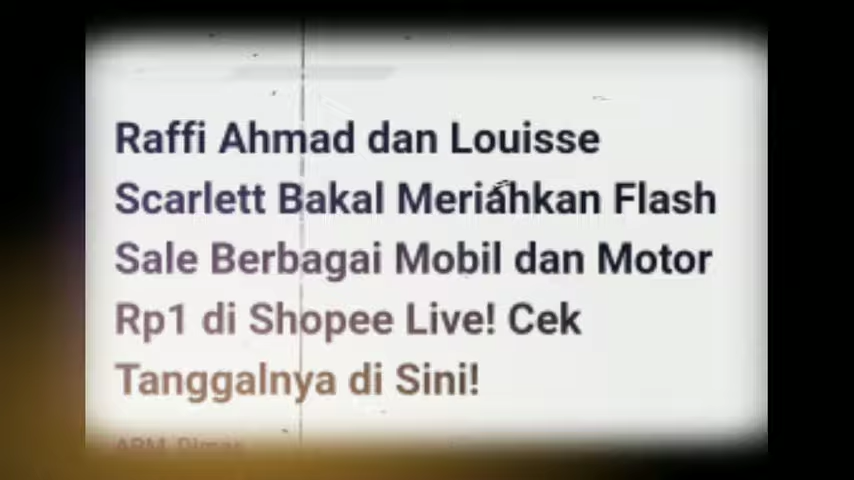 Raffi Ahmad dan Louisse
Scarlett Bakal Meriahkan Flash
Sale Berbagai Mobil dan Motor
Rp1 di Shopee Live! Cek
Tanggalnya di Sini!